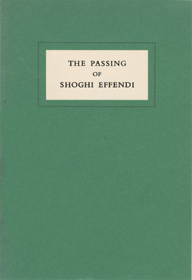 THE PASSING
OF
SHOGHI EFFENDI